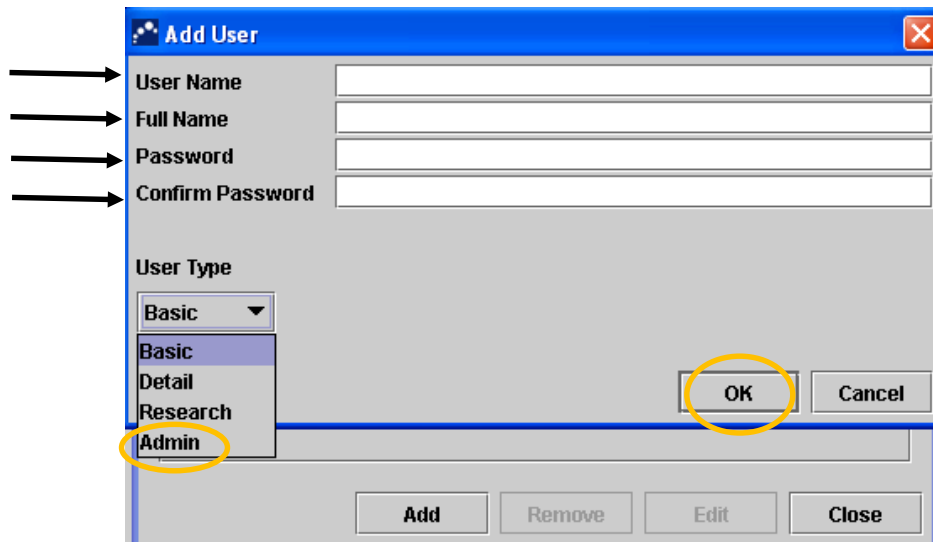 Add User
User Name
Full Name
Password
Confirm Password
User Type
Basic
Basic
Detail
Research
Admin
OK Cancel
Add Remove Edit Close